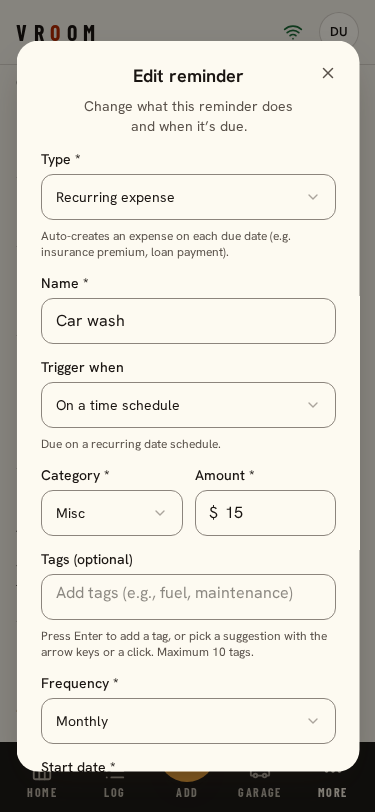 VROOM
DU
Edit reminder
Change what this reminder does
and when it’s due.
Type *
Recurring expense
Auto-creates an expense on each due date (e.g.
insurance premium, loan payment).
Name *
Car wash
Trigger when
On a time schedule
Due on a recurring date schedule.
Category * Amount *
Misc $ 15
Tags (optional)
Add tags (e.g., fuel, maintenance)
Press Enter to add a tag, or pick a suggestion with the
arrow keys or a click. Maximum 10 tags.
Frequency *
Monthly
Start date *
HOME LOG ADD GARAGE MORE